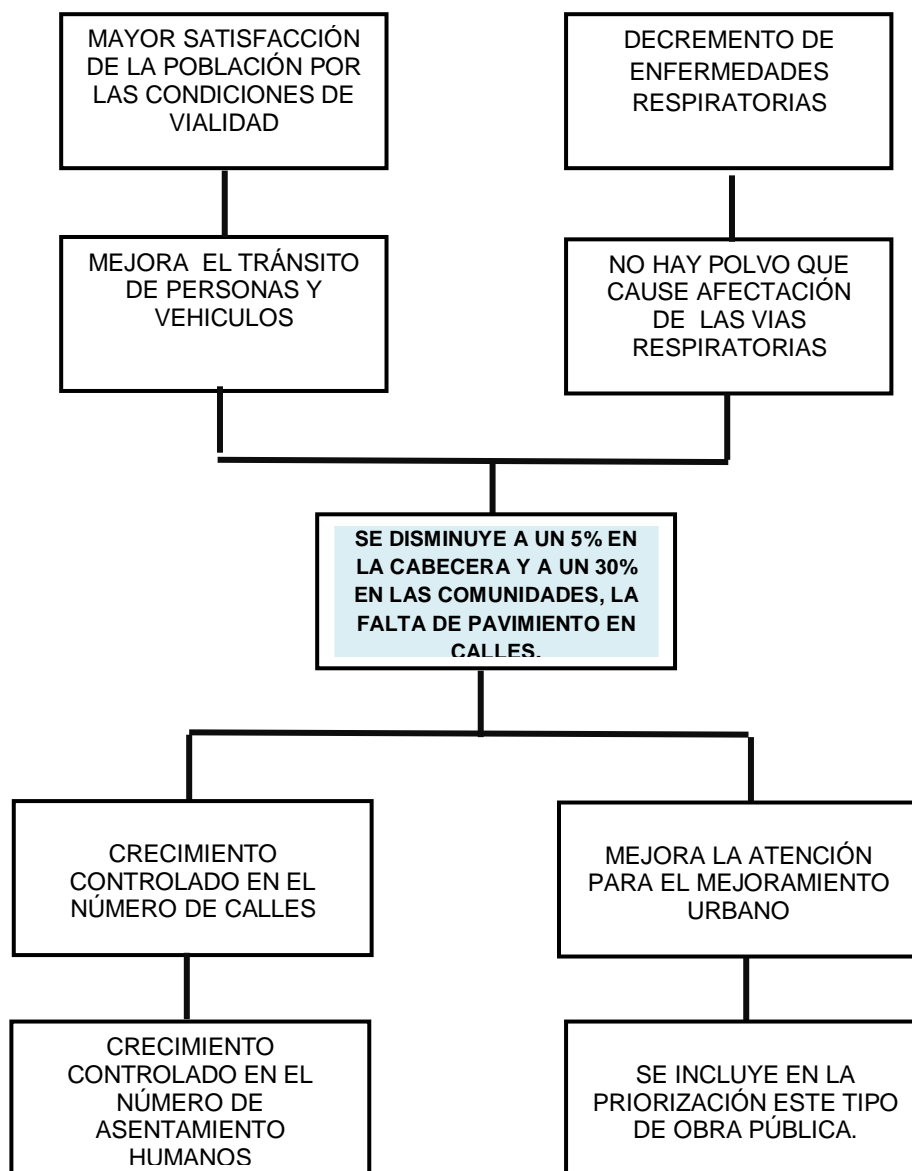 MAYOR SATISFACCIÓN
DE LA POBLACIÓN POR
LAS CONDICIONES DE
VIALIDAD
DECREMENTO DE
ENFERMEDADES
RESPIRATORIAS
MEJORA EL TRÁNSITO
DE PERSONAS Y
VEHICULOS
NO HAY POLVO QUE
CAUSE AFECTACIÓN
DE LAS VIAS
RESPIRATORIAS
SE DISMINUYE A UN 5% EN
LA CABECERA Y A UN 30%
EN LAS COMUNIDADES, LA
FALTA DE PAVIMIENTO EN
CALLES.
CRECIMIENTO
CONTROLADO EN EL
NÚMERO DE CALLES
MEJORA LA ATENCIÓN
PARA EL MEJORAMIENTO
URBANO
CRECIMIENTO
CONTROLADO EN EL
NÚMERO DE
ASENTAMIENTO
HUMANOS
SE INCLUYE EN LA
PRIORIZACIÓN ESTE TIPO
DE OBRA PÚBLICA.